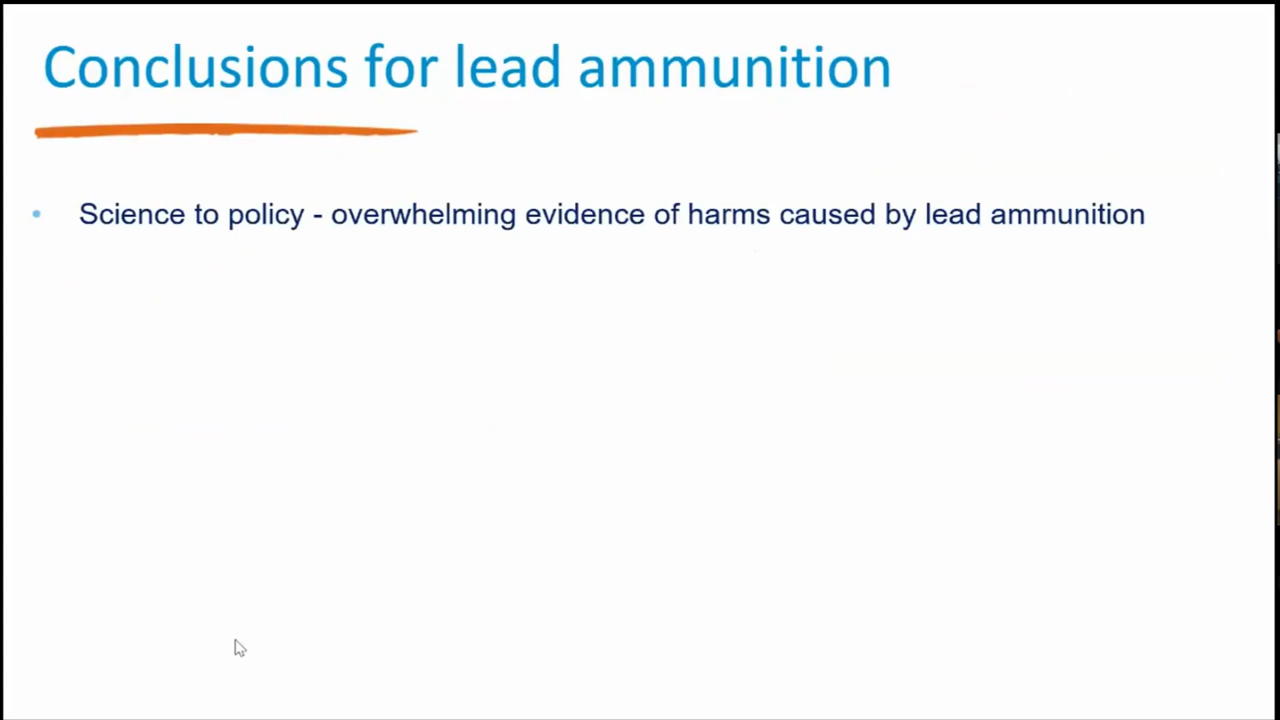 Conclusions for lead ammunition
• Science to policy - overwhelming evidence of harms caused by lead ammunition